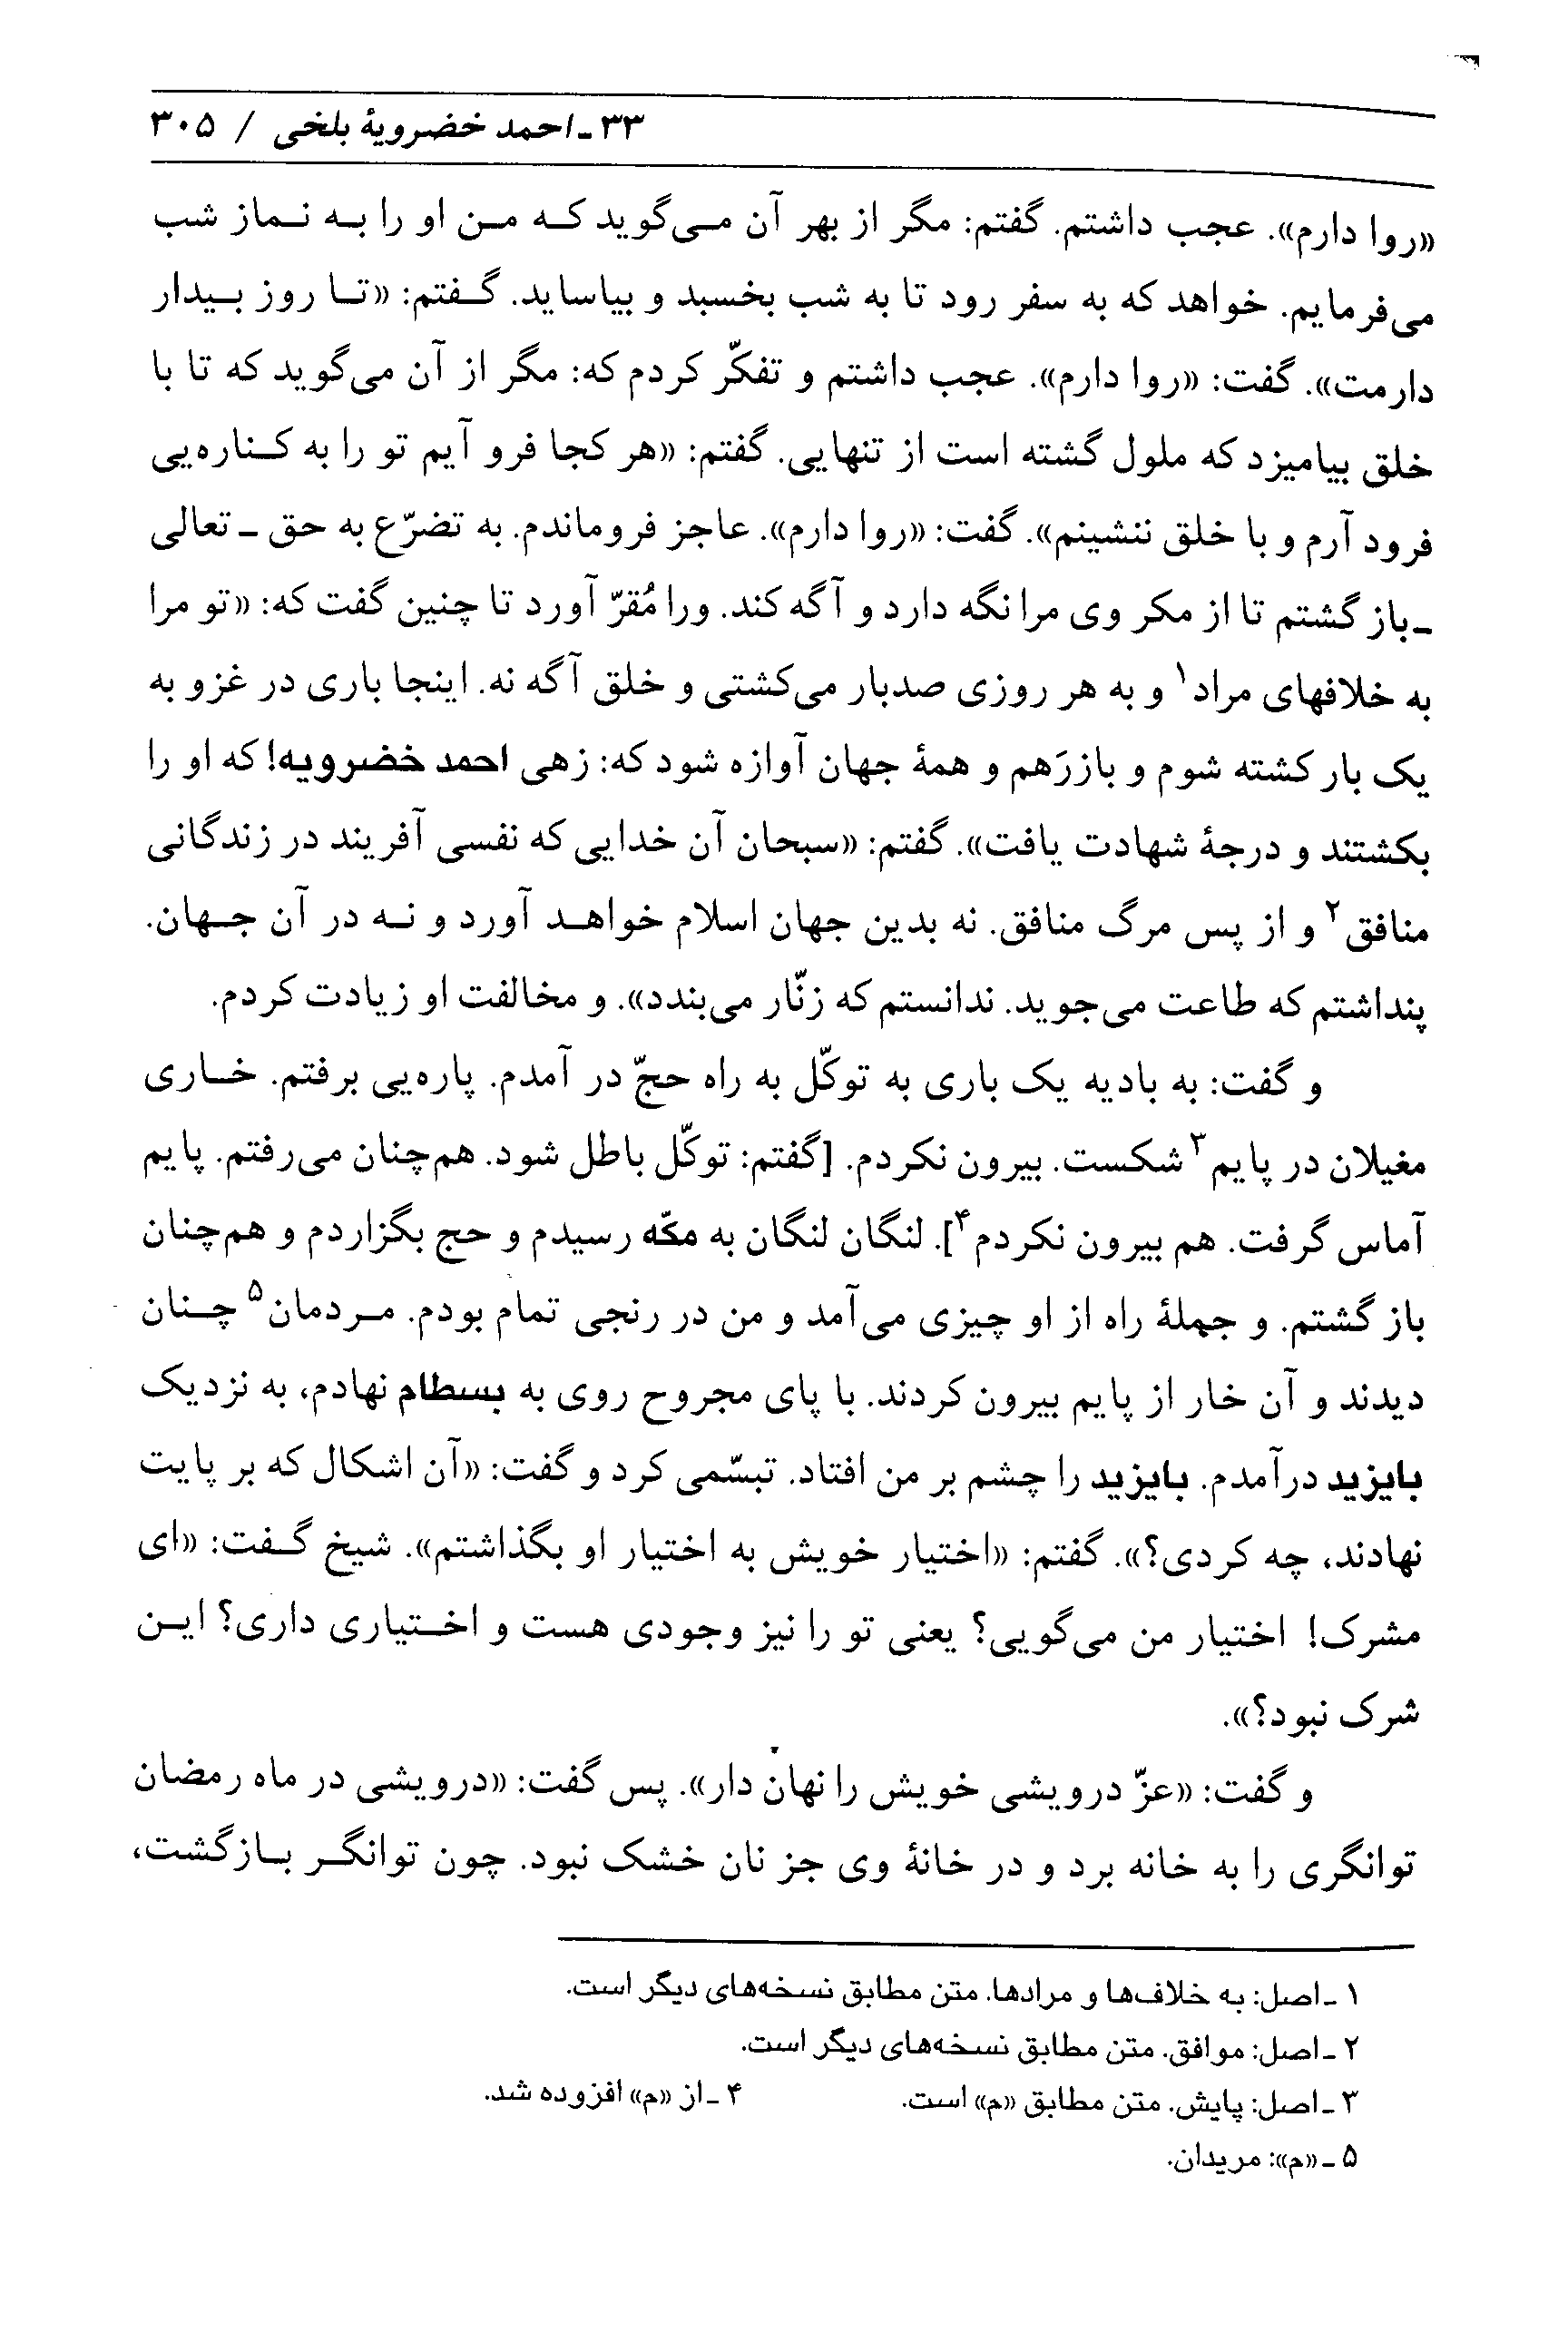 ۳۳ـ احمد خضرویهٔ بلخی / ۳۰۵
«روا دارم». عجب داشتم. گفتم: مگر از بهر آن می‌گوید که من او را به نماز شب
می‌فرمایم. خواهد که به سفر رود تا به شب بخسبد و بیاساید. گفتم: «تا روز بیدار
دارمت». گفت: «روا دارم». عجب داشتم و تفکّر کردم که: مگر از آن می‌گوید که تا با
خلق بیامیزد که ملول گشته است از تنهایی. گفتم: «هر کجا فرو آیم تو را به کناره‌یی
فرود آرم و با خلق ننشینم». گفت: «روا دارم». عاجز فروماندم. به تضرّع به حق ـ تعالی
ـ باز گشتم تا از مکر وی مرا نگه دارد و آگه کند. ورا مُقرّ آورد تا چنین گفت که: «تو مرا
به خلافهای مراد۱ و به هر روزی صدبار می‌کشتی و خلق آگه نه. اینجا باری در غزو به
یک بار کشته شوم و بازرَهم و همهٔ جهان آوازه شود که: زهی احمد خضرویه! که او را
بکشتند و درجهٔ شهادت یافت». گفتم: «سبحان آن خدایی که نفسی آفریند در زندگانی
منافق۲ و از پس مرگ منافق. نه بدین جهان اسلام خواهد آورد و نه در آن جهان.
پنداشتم که طاعت می‌جوید. ندانستم که زنّار می‌بندد». و مخالفت او زیادت کردم.
و گفت: به بادیه یک باری به توکّل به راه حجّ در آمدم. پاره‌یی برفتم. خاری
مغیلان در پایم۳ شکست. بیرون نکردم. [گفتم: توکّل باطل شود. هم‌چنان می‌رفتم. پایم
آماس گرفت. هم بیرون نکردم۴]. لنگان لنگان به مکّه رسیدم و حج بگزاردم و هم‌چنان
باز گشتم. و جملهٔ راه از او چیزی می‌آمد و من در رنجی تمام بودم. مردمان۵ چنان
دیدند و آن خار از پایم بیرون کردند. با پای مجروح روی به بسطام نهادم، به نزدیک
بایزید درآمدم. بایزید را چشم بر من افتاد. تبسّمی کرد و گفت: «آن اشکال که بر پایت
نهادند، چه کردی؟». گفتم: «اختیار خویش به اختیار او بگذاشتم». شیخ گفت: «ای
مشرک! اختیار من می‌گویی؟ یعنی تو را نیز وجودی هست و اختیاری داری؟ این
شرک نبود؟».
و گفت: «عزّ درویشی خویش را نهان دار». پس گفت: «درویشی در ماه رمضان
توانگری را به خانه برد و در خانهٔ وی جز نان خشک نبود. چون توانگر بازگشت،
۱ ـ اصل: به خلاف‌ها و مرادها. متن مطابق نسخه‌های دیگر است.
۲ ـ اصل: موافق. متن مطابق نسخه‌های دیگر است.
۳ ـ اصل: پایش. متن مطابق «م» است. ۴ ـ از «م» افزوده شد.
۵ ـ «م»: مریدان.